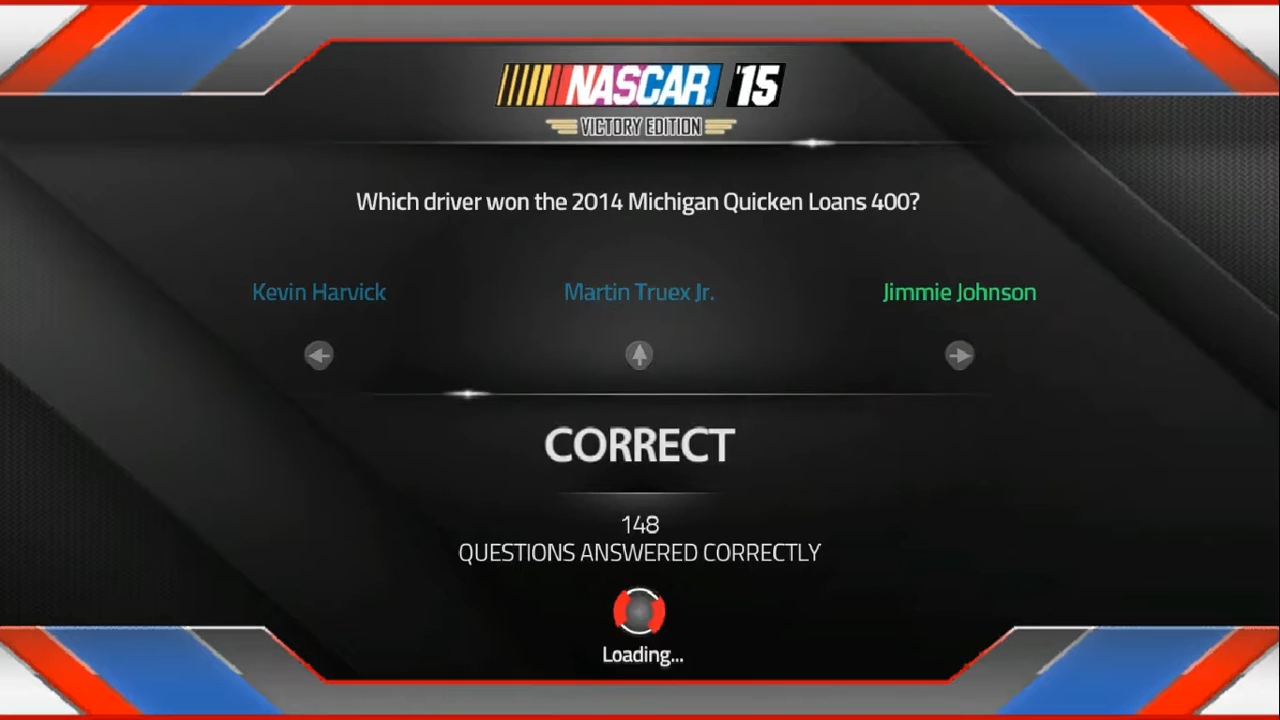 NASCAR '15
VICTORY EDITION
Which driver won the 2014 Michigan Quicken Loans 400?
Kevin Harvick Martin Truex Jr. Jimmie Johnson
CORRECT
148
QUESTIONS ANSWERED CORRECTLY
Loading...